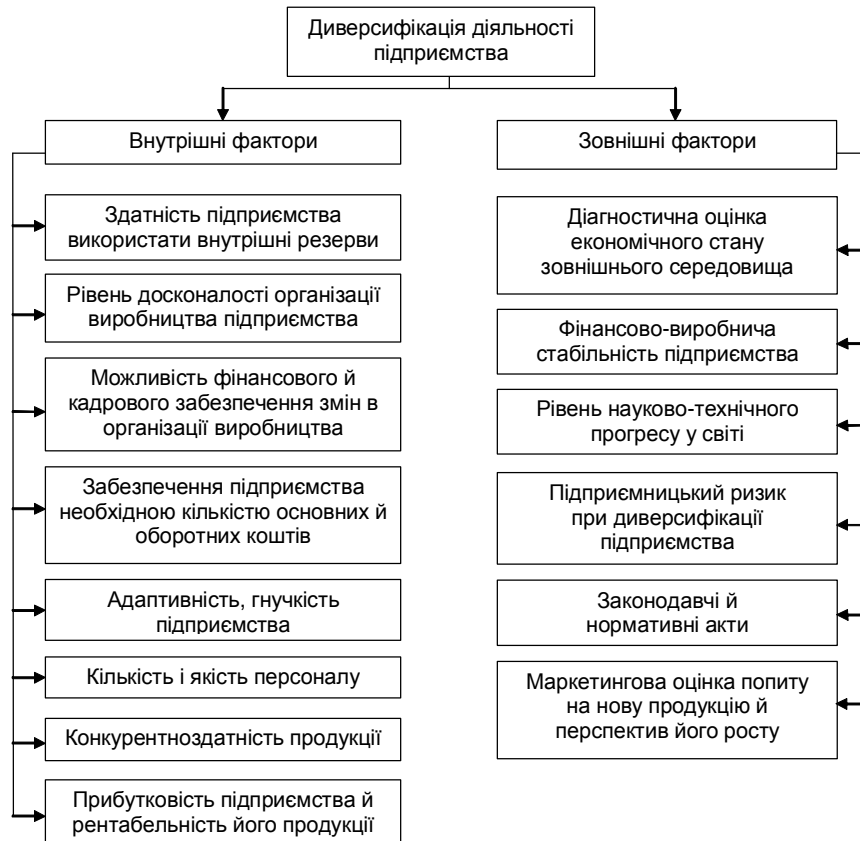 Диверсифікація діяльності
підприємства
Внутрішні фактори
Здатність підприємства
використати внутрішні резерви
Рівень досконалості організації
виробництва підприємства
Можливість фінансового й
кадрового забезпечення змін в
організації виробництва
Забезпечення підприємства
необхідною кількістю основних й
оборотних коштів
Адаптивність, гнучкість
підприємства
Кількість і якість персоналу
Конкурентноздатність продукції
Прибутковість підприємства й
рентабельність його продукції
Зовнішні фактори
Діагностична оцінка
економічного стану
зовнішнього середовища
Фінансово-виробнича
стабільність підприємства
Рівень науково-технічного
прогресу у світі
Підприємницький ризик
при диверсифікації
підприємства
Законодавчі й
нормативні акти
Маркетингова оцінка попиту
на нову продукцію й
перспектив його росту